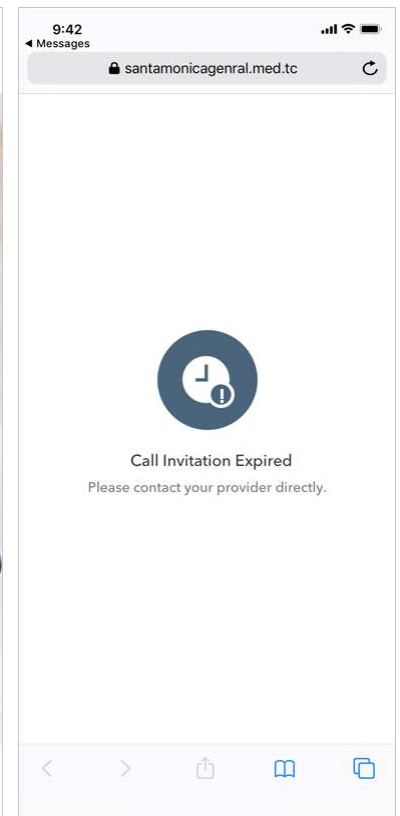 9:42
Messages
santamonicagenral.med.tc
Call Invitation Expired
Please contact your provider directly.